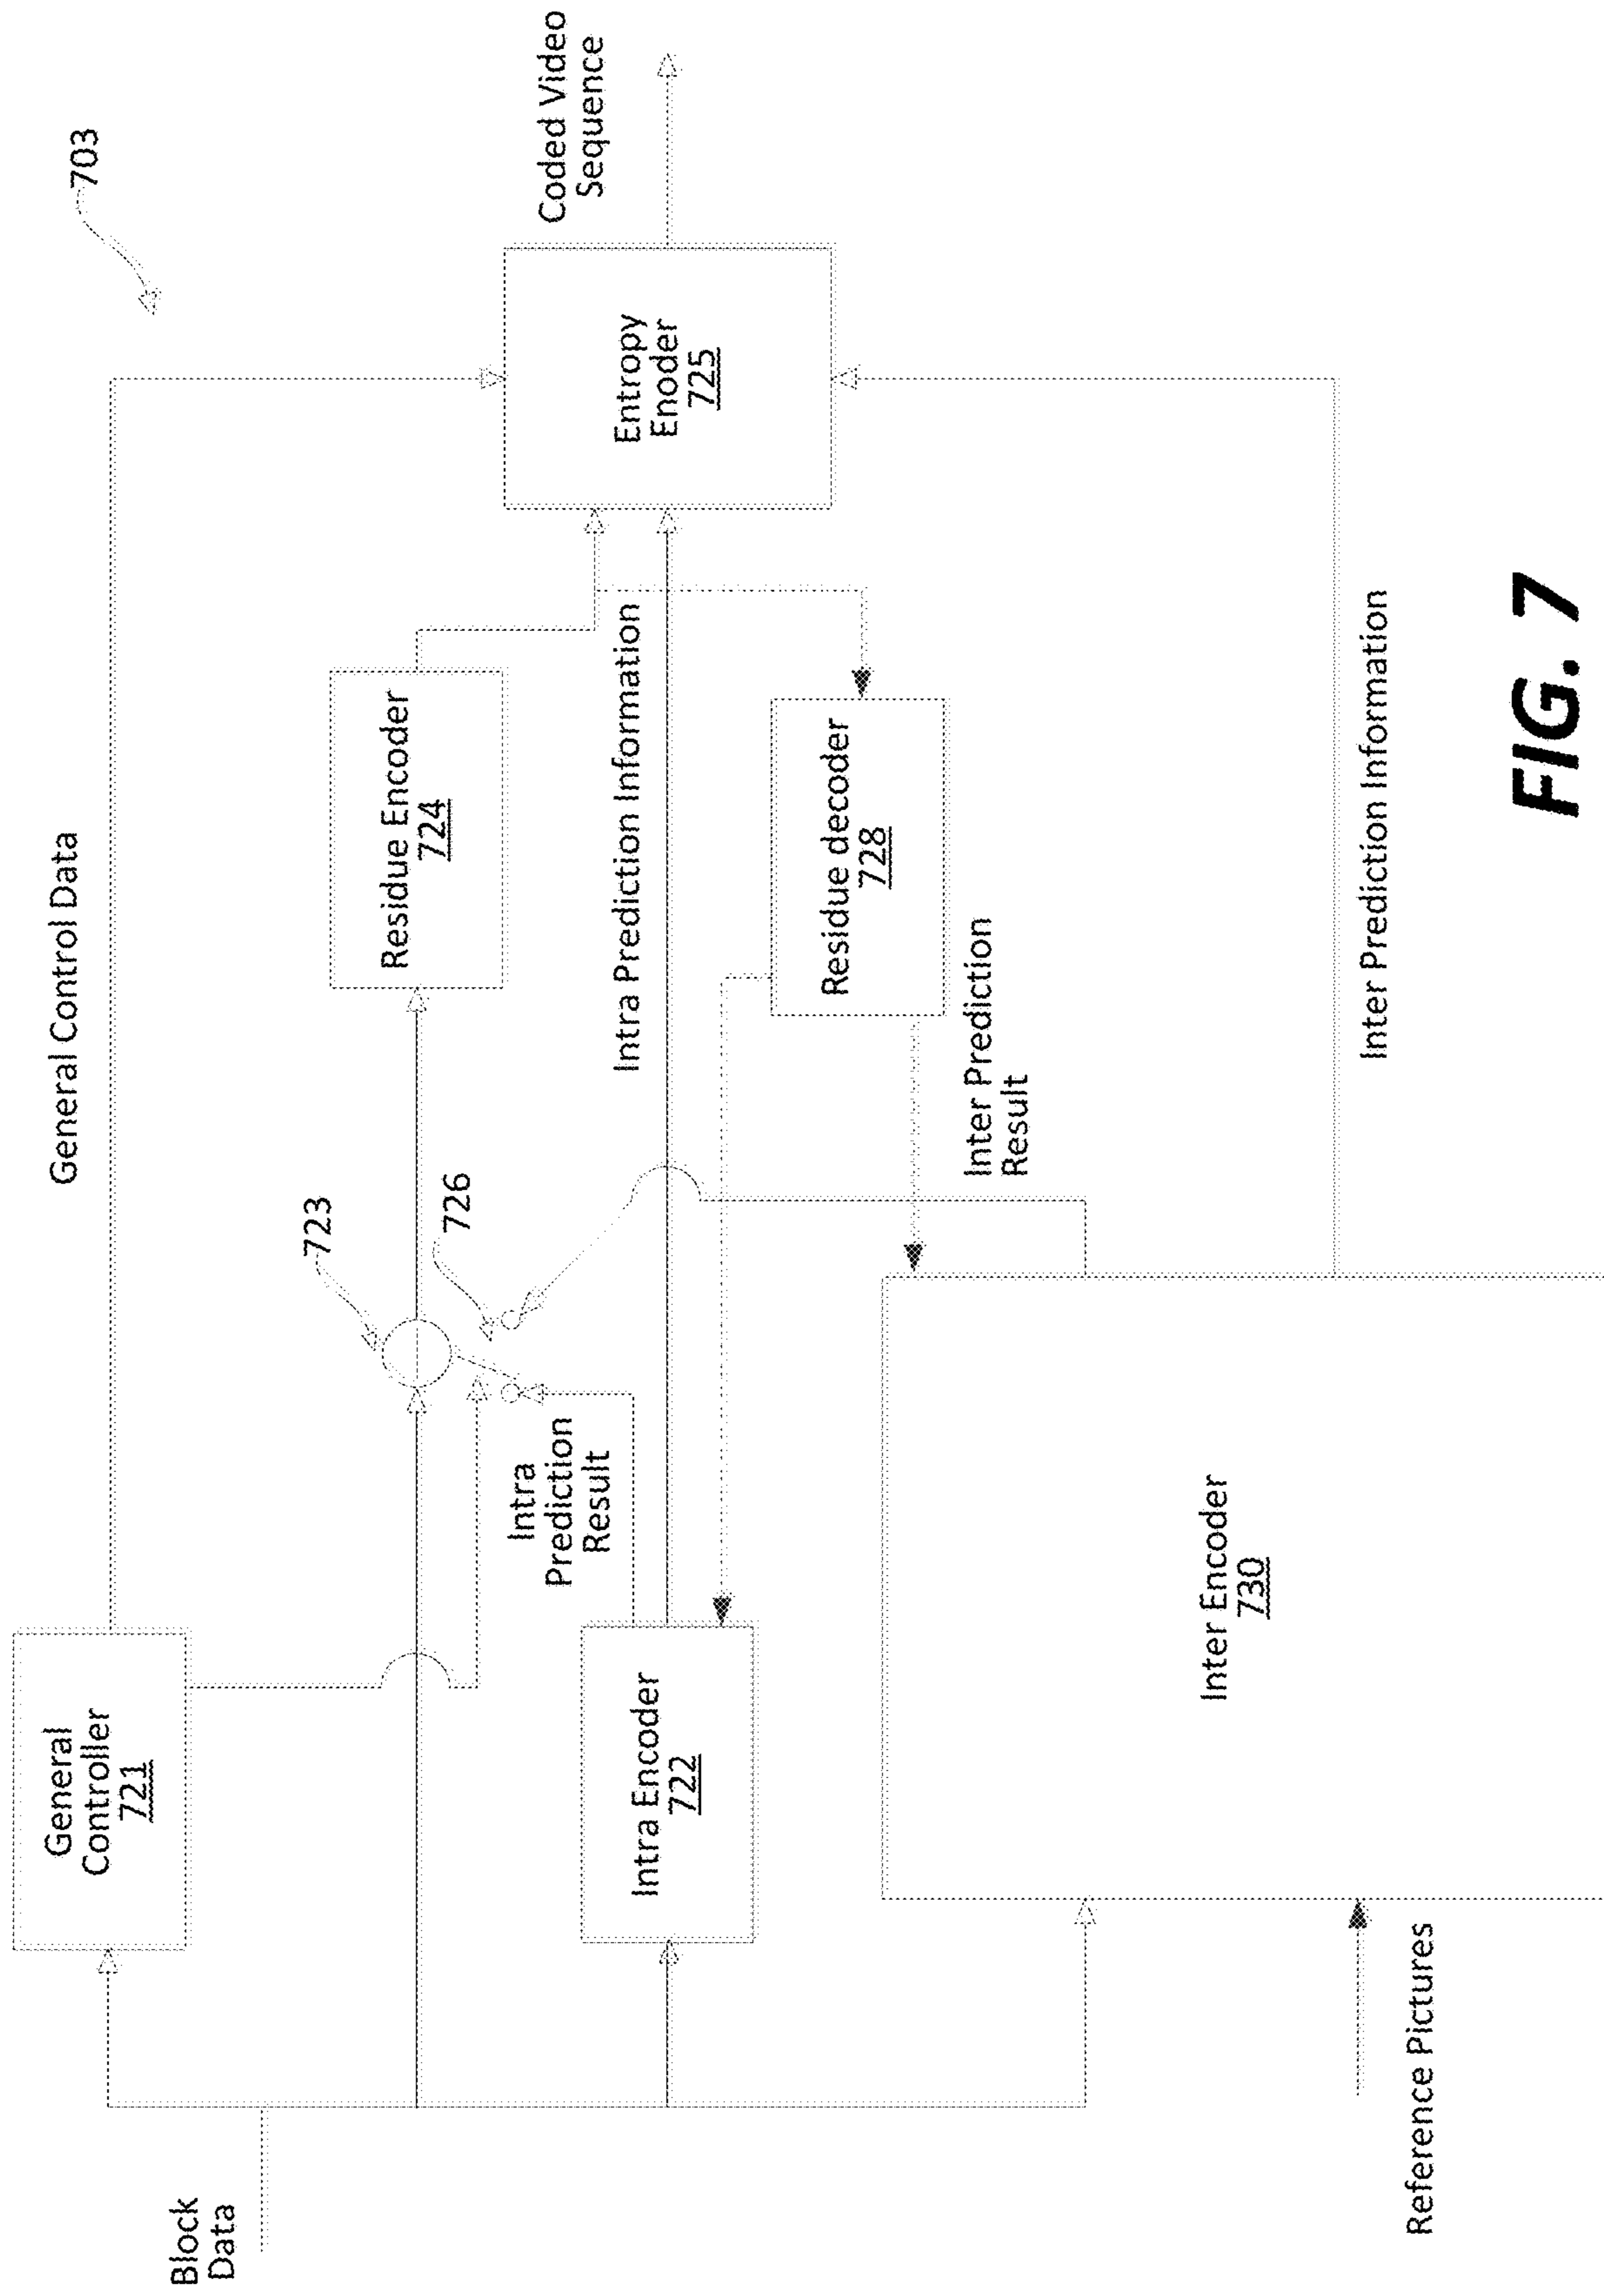 703
General Control Data
Coded Video
Sequence
General
Controller
721
Block
Data
723
726
Residue Encoder
724
Entropy
Enoder
725
Intra
Prediction
Result
Intra Prediction Information
Intra Encoder
722
Residue decoder
728
Inter Prediction
Result
Inter Encoder
730
Inter Prediction Information
Reference Pictures
FIG. 7